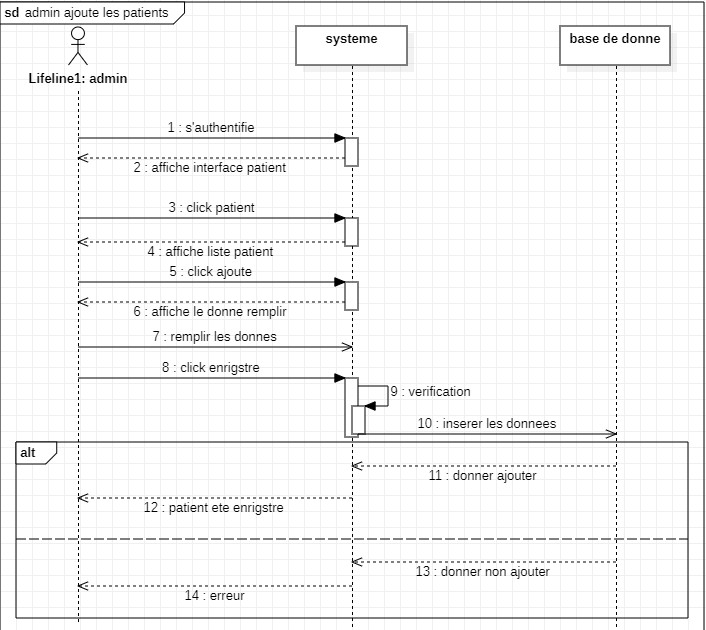 sd admin ajoute les patients
systeme
base de donne
Lifeline1: admin
1 : s'authentifie
2 : affiche interface patient
3 : click patient
4 : affiche liste patient
5 : click ajoute
6 : affiche le donne remplir
7 : remplir les donnes
8 : click enrigstre
9 : verification
10 : inserer les donnees
alt
11 : donner ajouter
12 : patient ete enrigstre
13 : donner non ajouter
14 : erreur